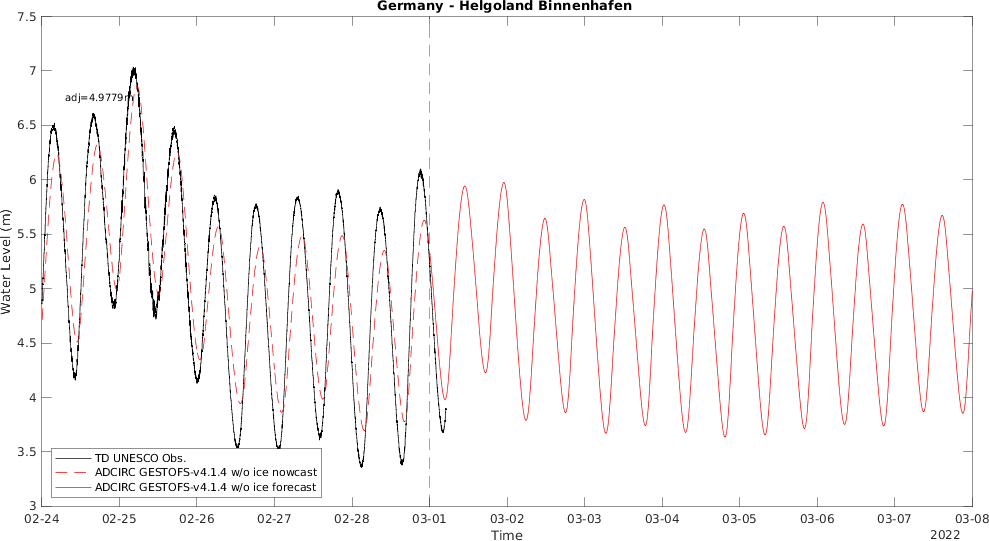 Germany - Helgoland Binnenhafen
7.5
7
6.5
6
5.5
5
4.5
4
3.5
3
Water Level (m)
adj=4.9779m
TD UNESCO Obs.
ADCIRC GESTOFS-v4.1.4 w/o ice nowcast
ADCIRC GESTOFS-v4.1.4 w/o ice forecast
02-24 02-25 02-26 02-27 02-28 03-01 03-02 03-03 03-04 03-05 03-06 03-07 03-08
Time
2022